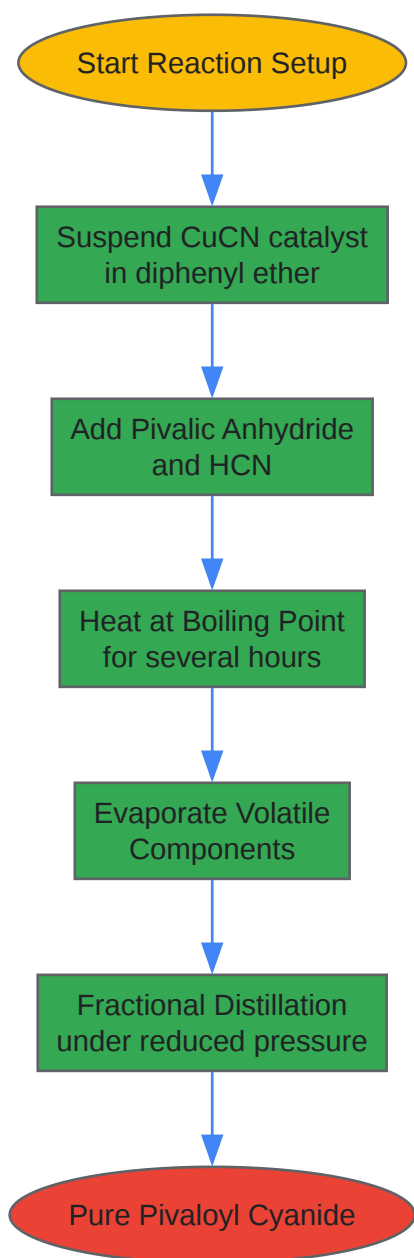 Start Reaction Setup
Suspend CuCN catalyst
in diphenyl ether
Add Pivalic Anhydride
and HCN
Heat at Boiling Point
for several hours
Evaporate Volatile
Components
Fractional Distillation
under reduced pressure
Pure Pivaloyl Cyanide